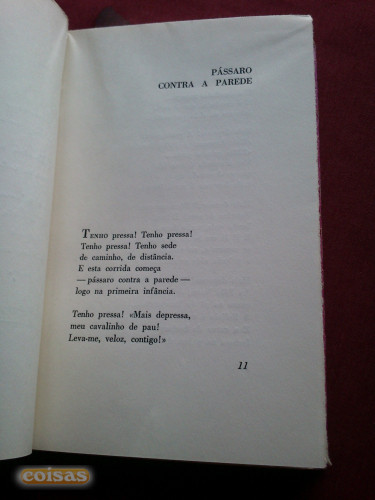 PÁSSARO
CONTRA A PAREDE
TENHO pressa! Tenho pressa!
Tenho pressa! Tenho sede
de caminho, de distância.
E esta corrida começa
—pássaro contra a parede—
logo na primeira infância.
Tenho pressa! «Mais depressa,
meu cavalinho de pau!
Leva-me, veloz, contigo!»
11
coisas